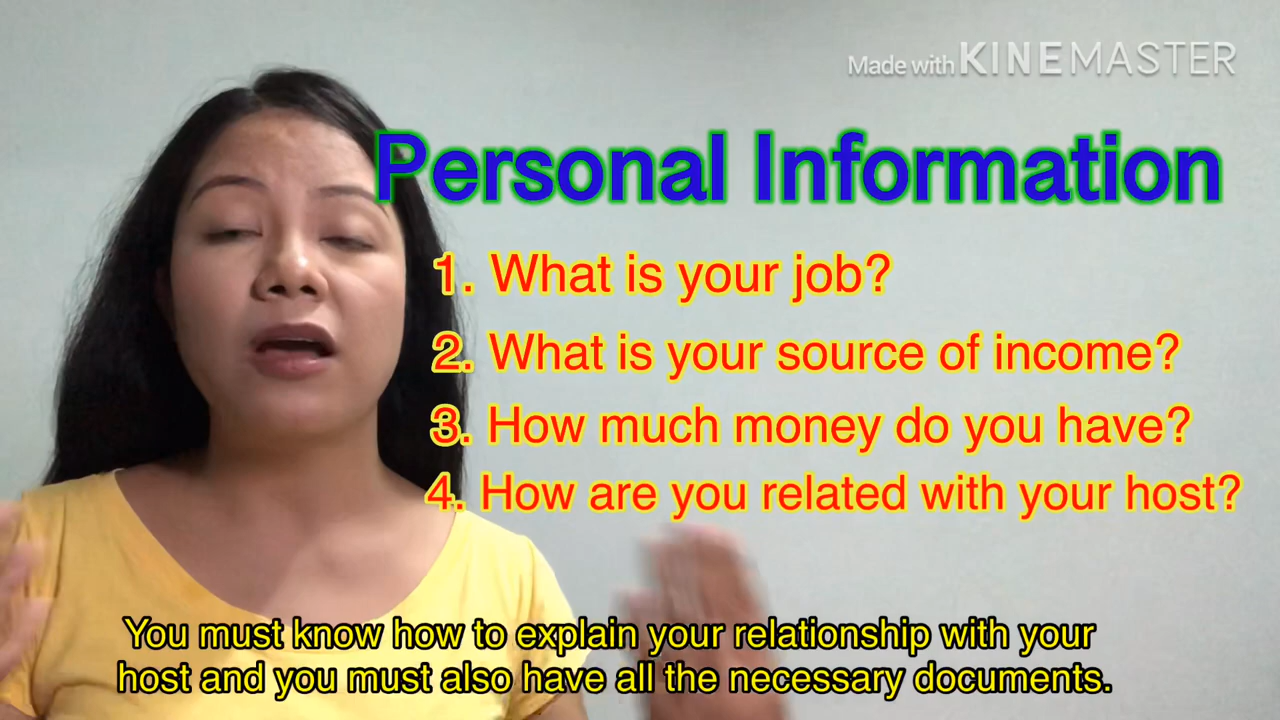 Made with KINEMASTER
Personal Information
1. What is your job?
2. What is your source of income?
3. How much money do you have?
4. How are you related with your host?
You must know how to explain your relationship with your
host and you must also have all the necessary documents.